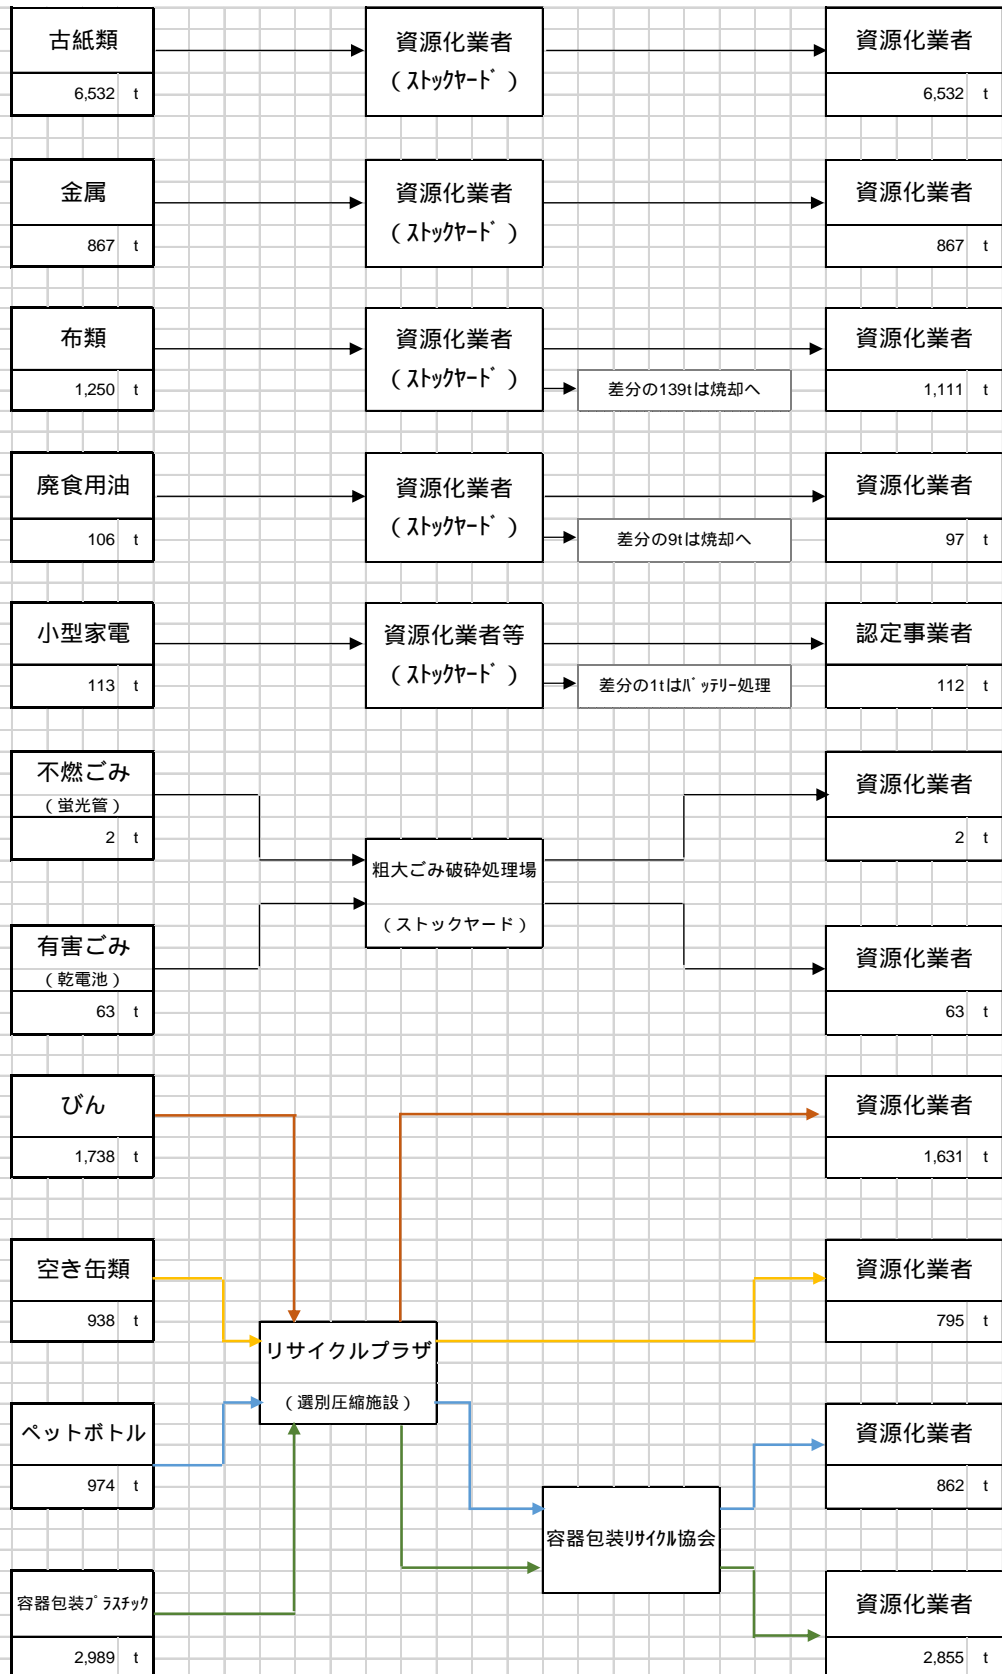 古紙類
6,532 t
資源化業者
（ｽﾄｯｸﾔｰﾄﾞ）
資源化業者
6,532 t
金属
867 t
資源化業者
（ｽﾄｯｸﾔｰﾄﾞ）
資源化業者
867 t
布類
1,250 t
資源化業者
（ｽﾄｯｸﾔｰﾄﾞ）
差分の139tは焼却へ
資源化業者
1,111 t
廃食用油
106 t
資源化業者
（ｽﾄｯｸﾔｰﾄﾞ）
差分の9tは焼却へ
資源化業者
97 t
小型家電
113 t
資源化業者等
（ｽﾄｯｸﾔｰﾄﾞ）
差分の1tはﾊﾞｯﾃﾘｰ処理
認定事業者
112 t
不燃ごみ
（蛍光管）
2 t
粗大ごみ破砕処理場
（ストックヤード）
資源化業者
2 t
有害ごみ
（乾電池）
63 t
資源化業者
63 t
びん
1,738 t
資源化業者
1,631 t
空き缶類
938 t
リサイクルプラザ
（選別圧縮施設）
資源化業者
795 t
ペットボトル
974 t
資源化業者
862 t
容器包装ﾘｻｲｸﾙ協会
容器包装ﾌﾟﾗｽﾁｯｸ
2,989 t
資源化業者
2,855 t